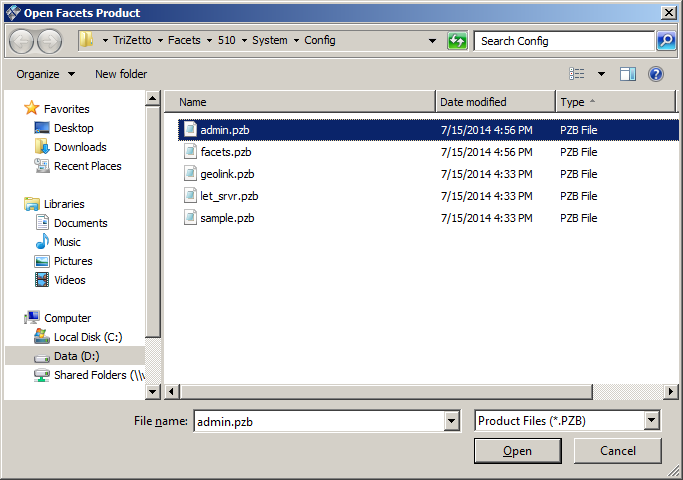 Open Facets Product
TriZetto Facets 510 System Config Search Config
Organize New folder
Name Date modified Type
Favorites
Desktop
Downloads
Recent Places
Libraries
Documents
Music
Pictures
Videos
Computer
Local Disk (C:)
Data (D:)
Shared Folders (\\
admin.pzb 7/15/2014 4:56 PM PZB File
facets.pzb 7/15/2014 4:56 PM PZB File
geolink.pzb 7/15/2014 4:33 PM PZB File
let_srvr.pzb 7/15/2014 4:33 PM PZB File
sample.pzb 7/15/2014 4:33 PM PZB File
File name: admin.pzb Product Files (*.PZB)
Open Cancel